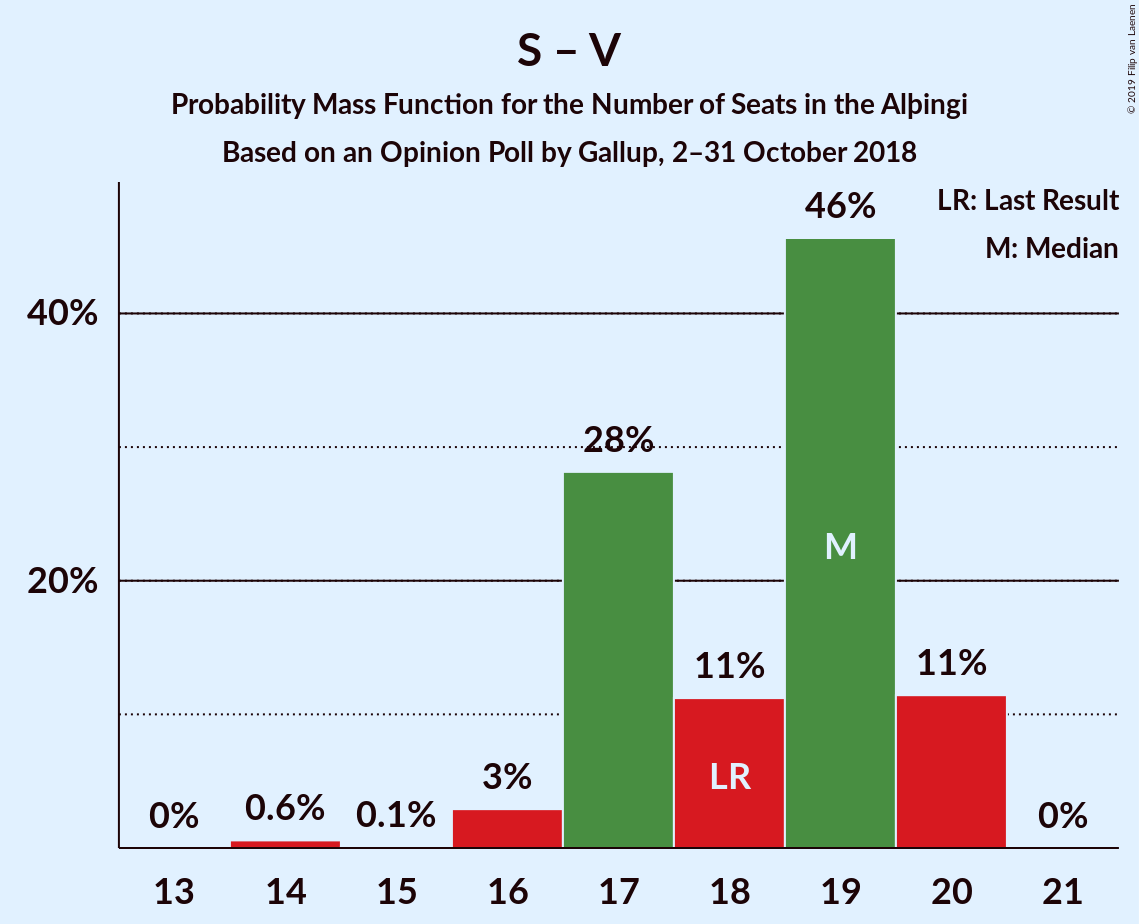 S – V
Probability Mass Function for the Number of Seats in the Alþingi
Based on an Opinion Poll by Gallup, 2–31 October 2018
© 2019 Filip van Laenen
LR: Last Result
M: Median
40%
20%
0%
0.6%
0.1%
3%
28%
11%
46%
11%
0%
LR
M
13 14 15 16 17 18 19 20 21